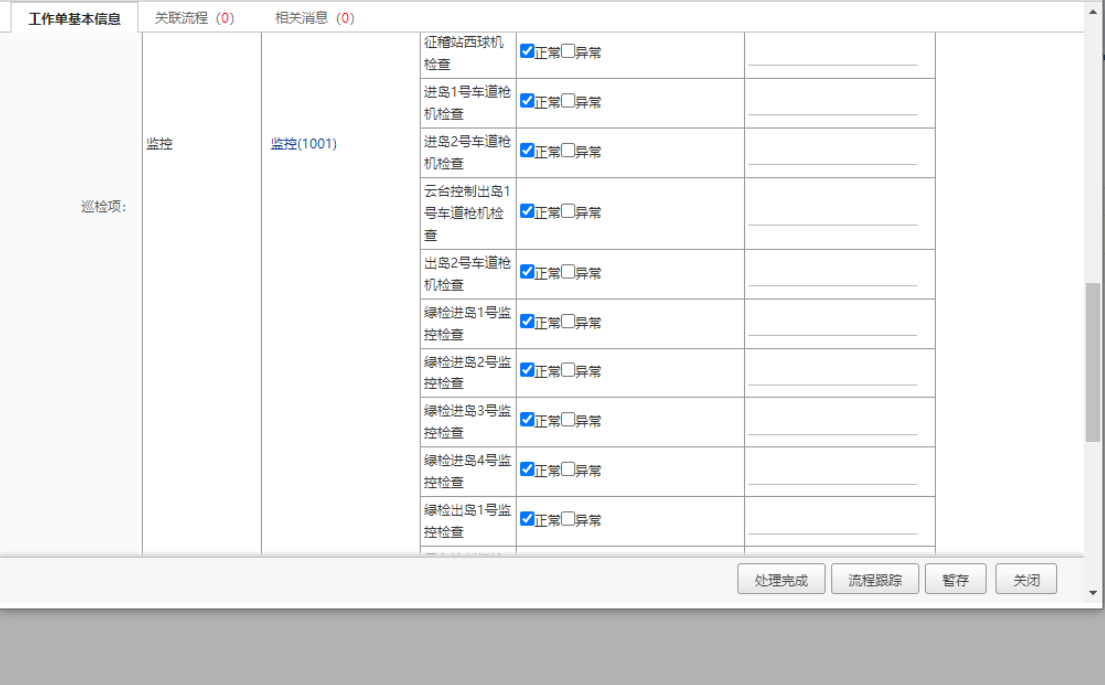 工作单基本信息 关联流程（0） 相关消息（0）
征稽站西球机
检查
正常 异常
进岛1号车道枪
机检查
正常 异常
监控 监控(1001)
进岛2号车道枪
机检查
正常 异常
巡检项:
云台控制出岛1
号车道枪机检
查
正常 异常
出岛2号车道枪
机检查
正常 异常
绿检进岛1号监
控检查
正常 异常
绿检进岛2号监
控检查
正常 异常
绿检进岛3号监
控检查
正常 异常
绿检进岛4号监
控检查
正常 异常
绿检出岛1号监
控检查
正常 异常
处理完成 流程跟踪 暂存 关闭